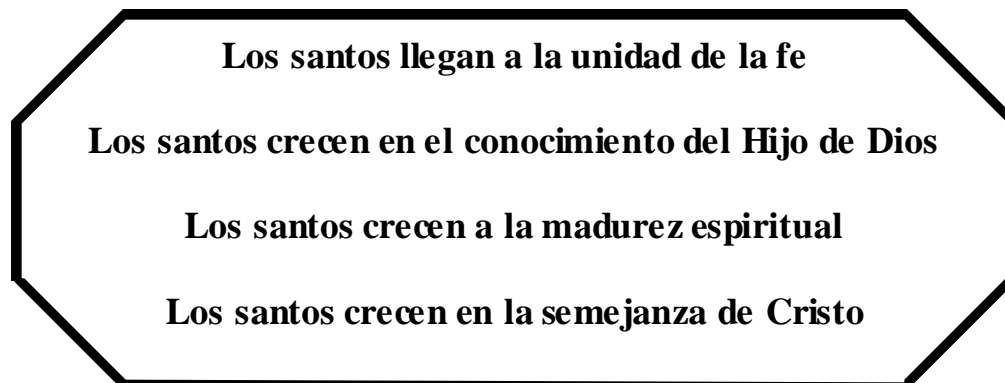 Los santos llegan a la unidad de la fe
Los santos crecen en el conocimiento del Hijo de Dios
Los santos crecen a la madurez espiritual
Los santos crecen en la semejanza de Cristo